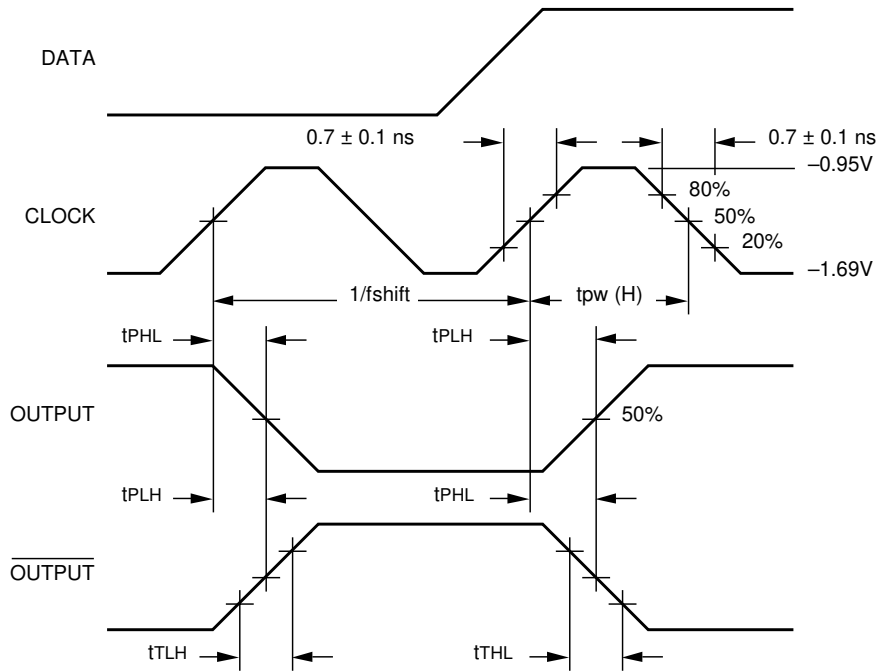 DATA
0.7 ± 0.1 ns
0.7 ± 0.1 ns
–0.95V
80%
CLOCK
50%
20%
–1.69V
1/fshift
tpw (H)
tPHL
tPLH
OUTPUT
50%
tPLH
tPHL
OUTPUT
tTLH
tTHL